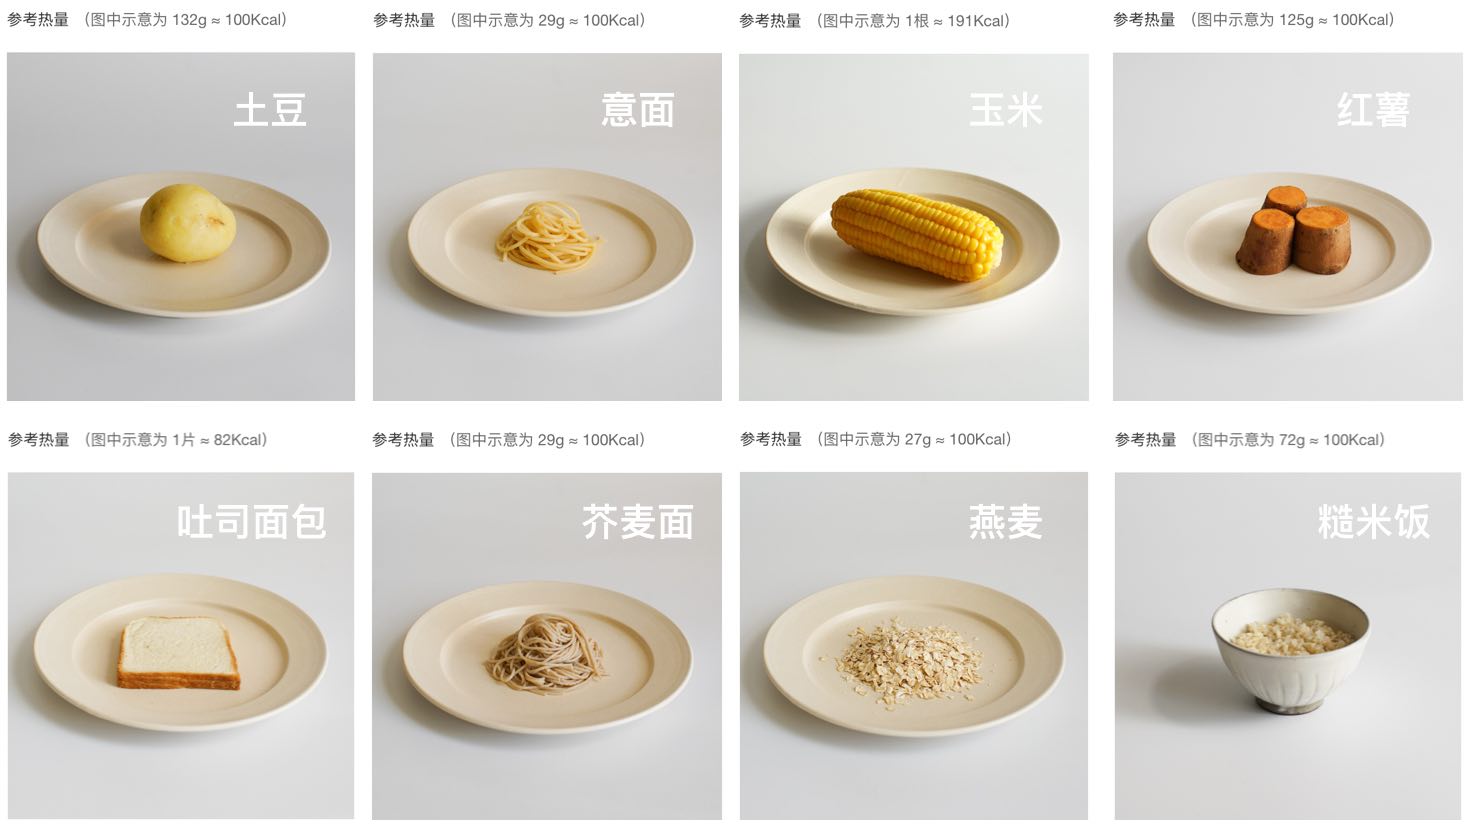 参考热量 （图中示意为 132g ≈ 100Kcal）
参考热量 （图中示意为 29g ≈ 100Kcal）
参考热量 （图中示意为 1根 ≈ 191Kcal）
参考热量 （图中示意为 125g ≈ 100Kcal）
土豆
意面
玉米
红薯
参考热量 （图中示意为 1片 ≈ 82Kcal）
参考热量 （图中示意为 29g ≈ 100Kcal）
参考热量 （图中示意为 27g ≈ 100Kcal）
参考热量 （图中示意为 72g ≈ 100Kcal）
吐司面包
芥麦面
燕麦
糙米饭